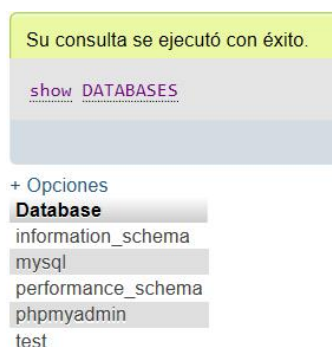 Su consulta se ejecutó con éxito.
show DATABASES
+ Opciones
Database
information_schema
mysql
performance_schema
phpmyadmin
test